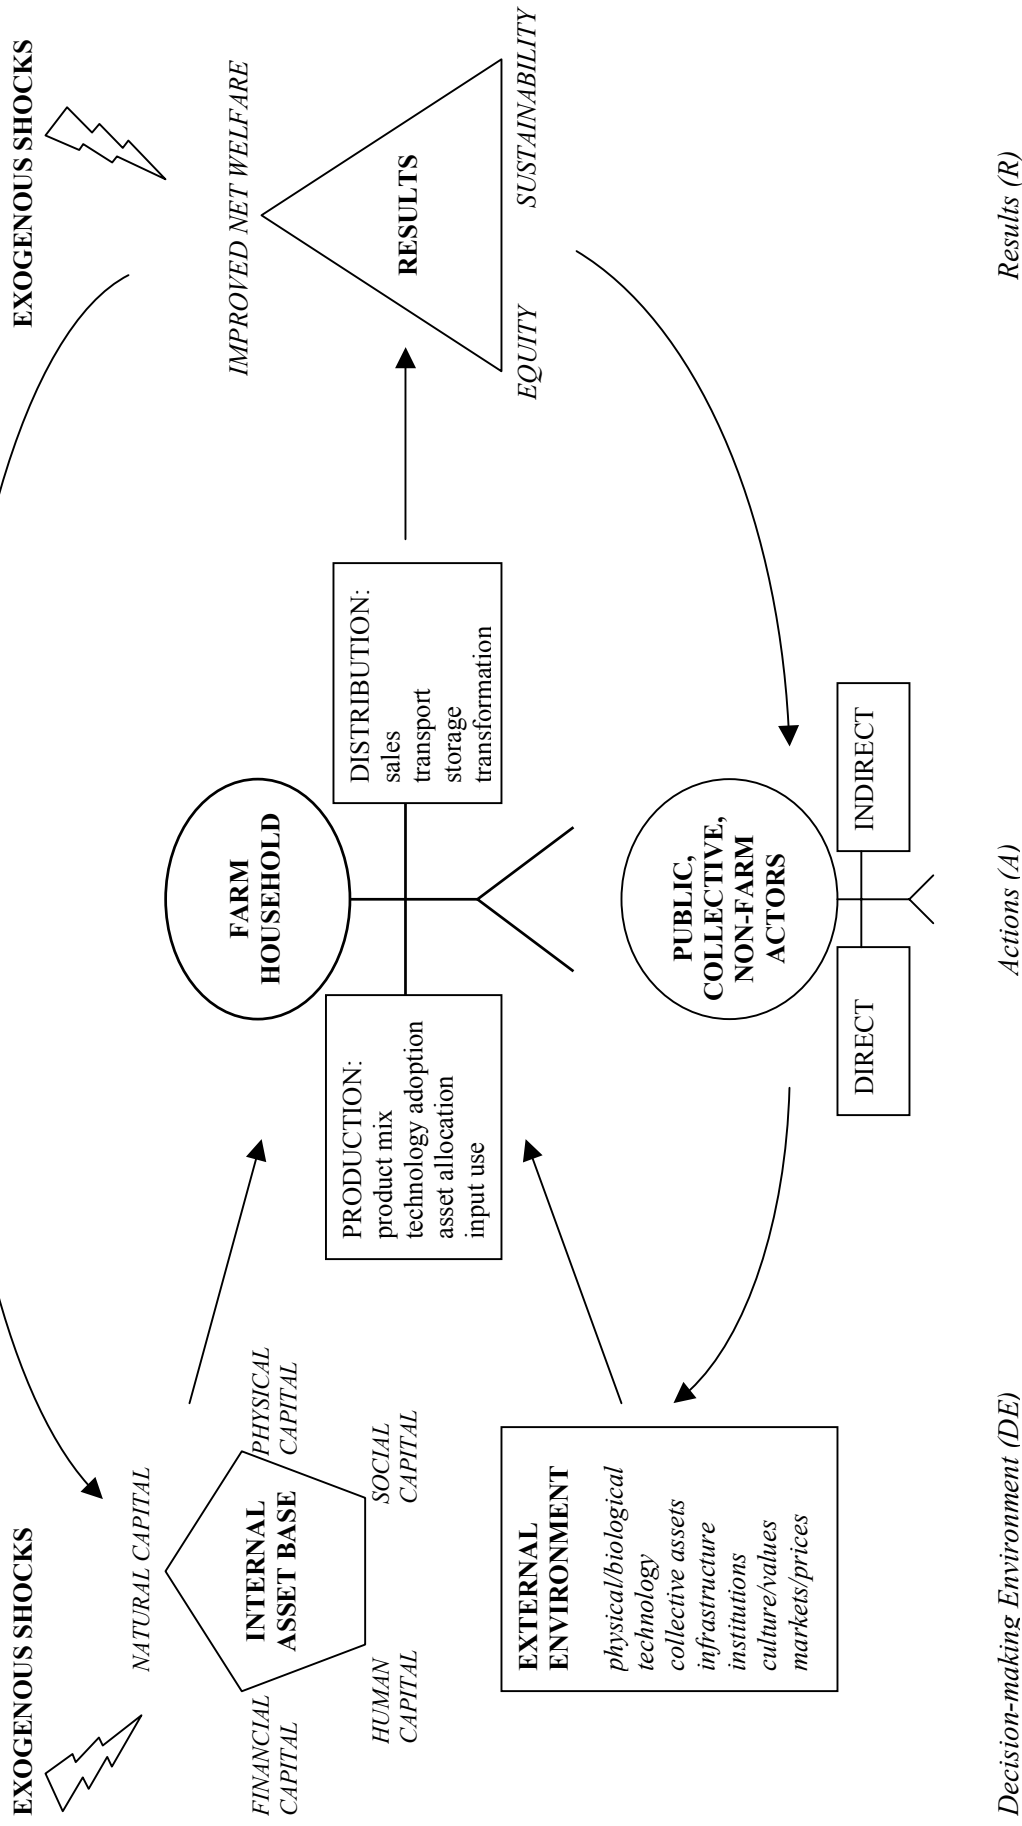 EXOGENOUS SHOCKS
EXOGENOUS SHOCKS
NATURAL CAPITAL
FINANCIAL
CAPITAL
INTERNAL
ASSET BASE
PHYSICAL
CAPITAL
HUMAN
CAPITAL
SOCIAL
CAPITAL
EXTERNAL
ENVIRONMENT
physical/biological
technology
collective assets
infrastructure
institutions
culture/values
markets/prices
FARM
HOUSEHOLD
PRODUCTION:
product mix
technology adoption
asset allocation
input use
DISTRIBUTION:
sales
transport
storage
transformation
PUBLIC,
COLLECTIVE,
NON-FARM
ACTORS
DIRECT
INDIRECT
IMPROVED NET WELFARE
RESULTS
EQUITY
SUSTAINABILITY
Decision-making Environment (DE)
Actions (A)
Results (R)